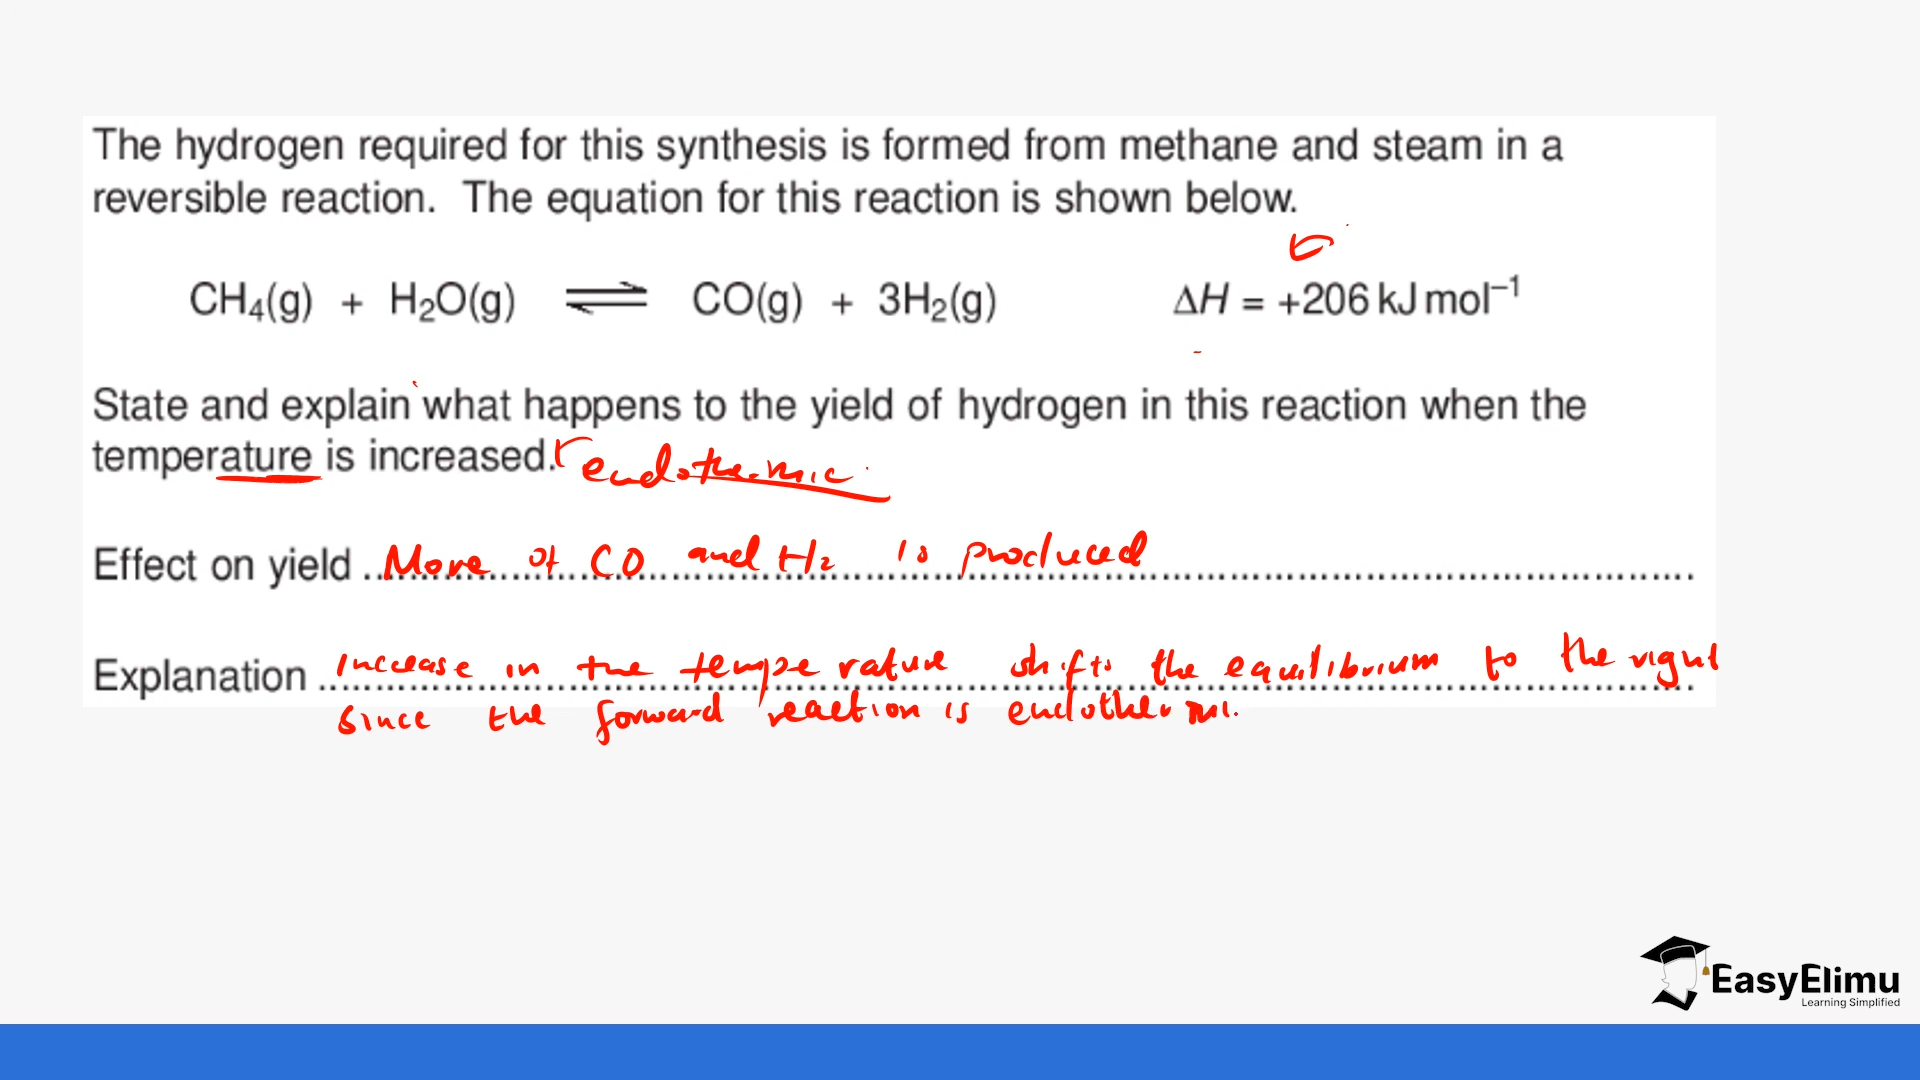 The hydrogen required for this synthesis is formed from methane and steam in a
reversible reaction. The equation for this reaction is shown below.
CH₄(g) + H₂O(g) ⇌ CO(g) + 3H₂(g) ΔH = +206 kJ mol⁻¹
State and explain what happens to the yield of hydrogen in this reaction when the
temperature is increased. endothermic
Effect on yield More of CO and H₂ is produced
Explanation Increase in the temperature shifts the equilibrium to the right
since the forward reaction is endothermi.
EasyElimu
Learning Simplified